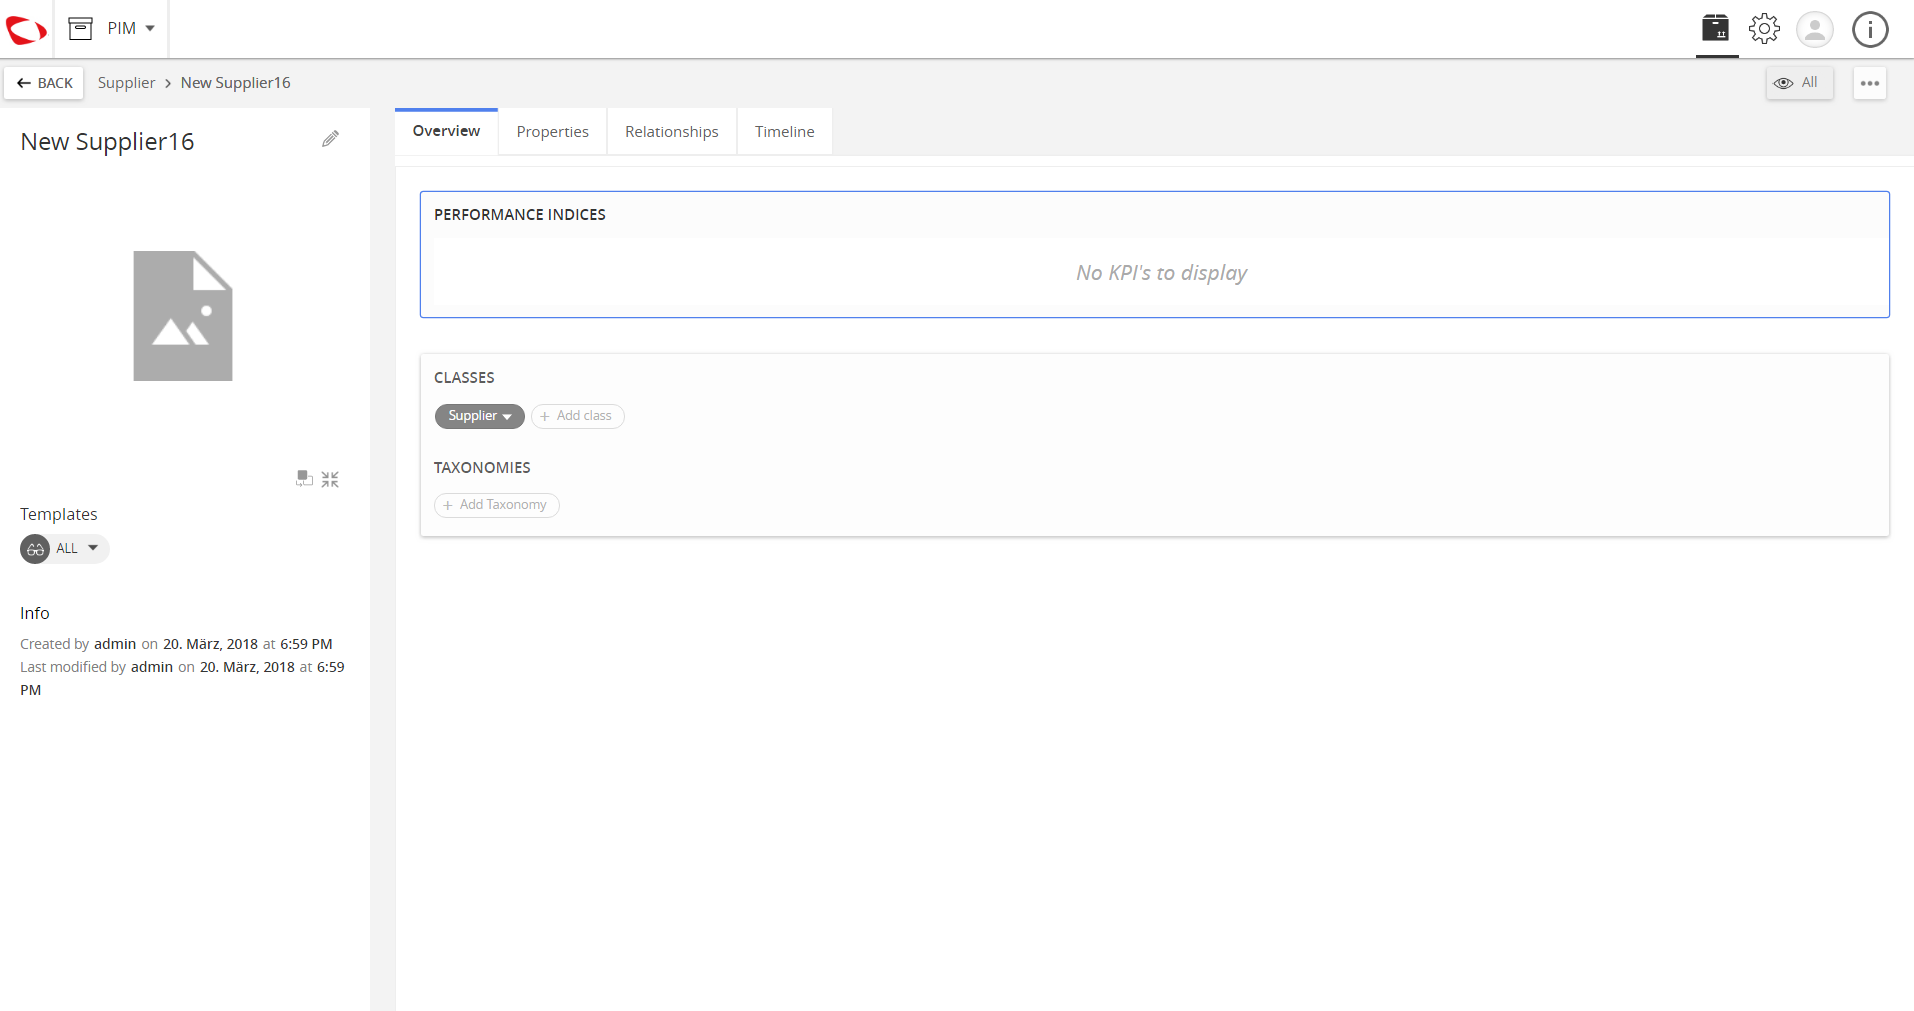 PIM
BACK
Supplier > New Supplier16
All
New Supplier16
Overview
Properties
Relationships
Timeline
PERFORMANCE INDICES
No KPI's to display
CLASSES
Supplier
+ Add class
TAXONOMIES
+ Add Taxonomy
Templates
ALL
Info
Created by admin on 20. März, 2018 at 6:59 PM
Last modified by admin on 20. März, 2018 at 6:59
PM